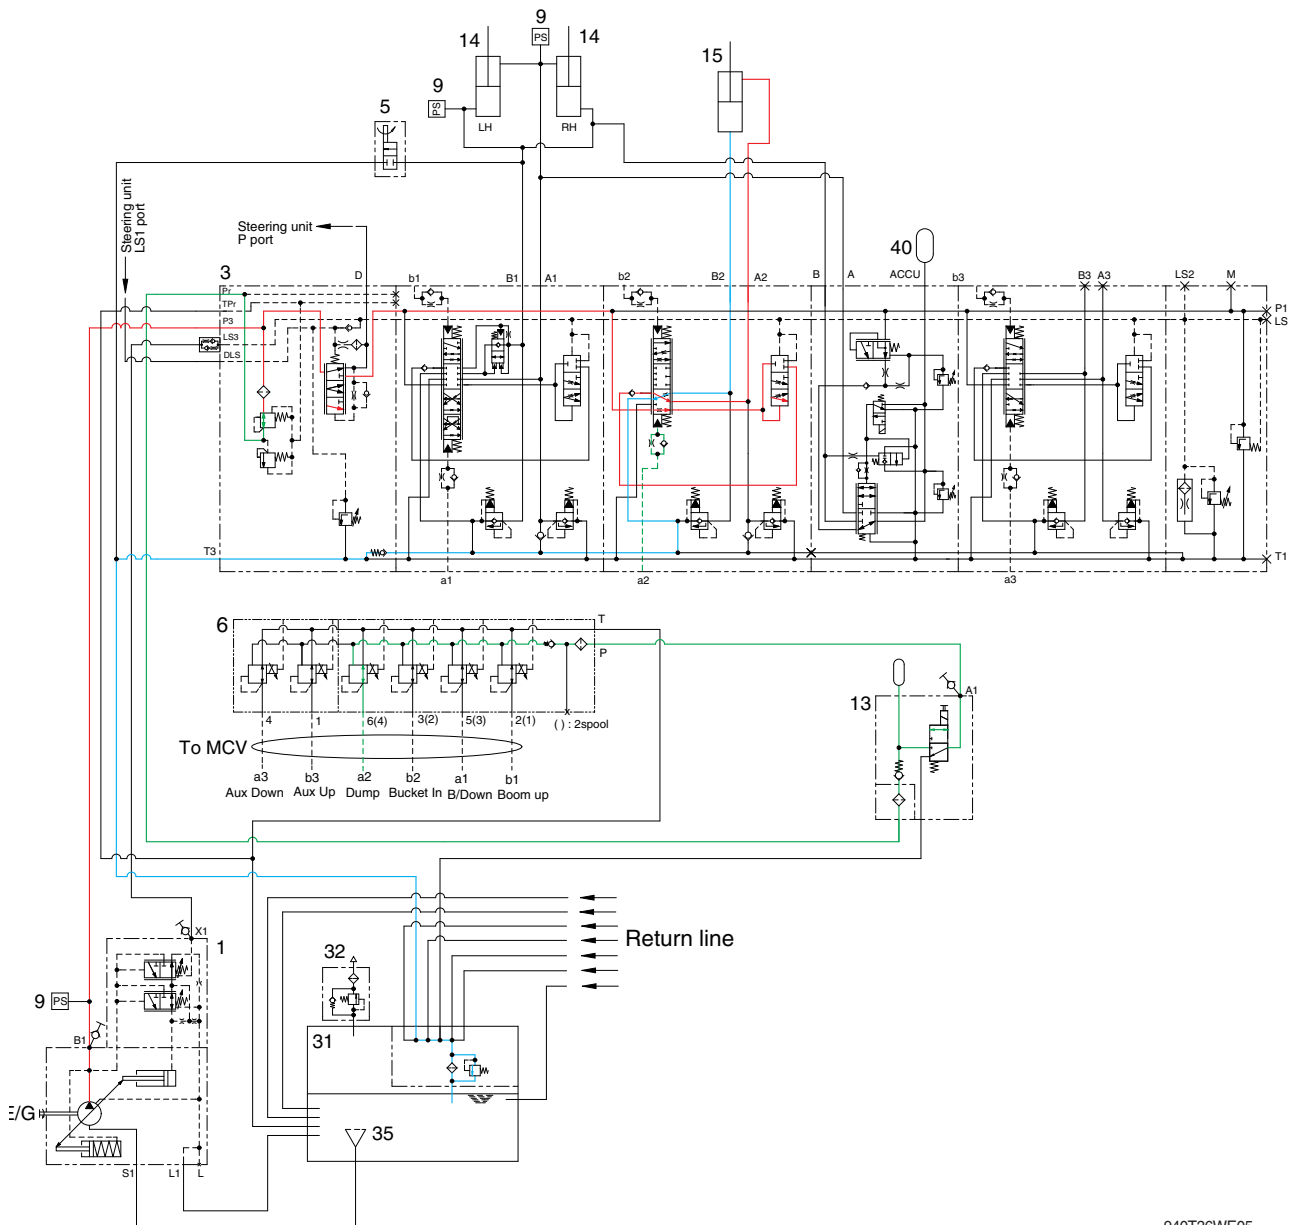 9
14
PS
14
15
9
PS
5
LH
RH
Steering unit
LS1 port
Steering unit
P port
40
3
D
b1
B1
A1
b2
B2
A2
B
A
ACCU
b3
B3
A3
LS2
M
Pr
TPr
P3
LS3
DLS
P1
LS
T3
T1
a1
a2
a3
6
T
P
4
1
6(4)
3(2)
5(3)
2(1)
( ) : 2spool
To MCV
a3
b3
a2
b2
a1
b1
Aux Down
Aux Up
Dump
Bucket In
B/Down
Boom up
13
A1
Return line
X1
1
32
9
PS
B1
31
E/G
35
S1
L1
L